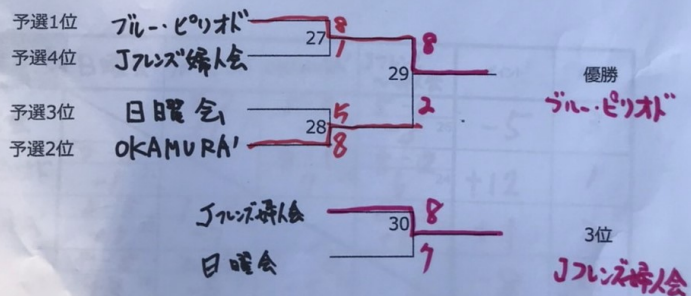 予選1位 ブルー・ピリオド 8
27 8
予選4位 Jフレンズ婦人会 1
29 優勝
ブルー・ピリオド
予選3位 日曜会 5 2
28
予選2位 OKAMURA' 8
Jフレンズ婦人会 8
30 3位
日曜会 7
Jフレンズ婦人会